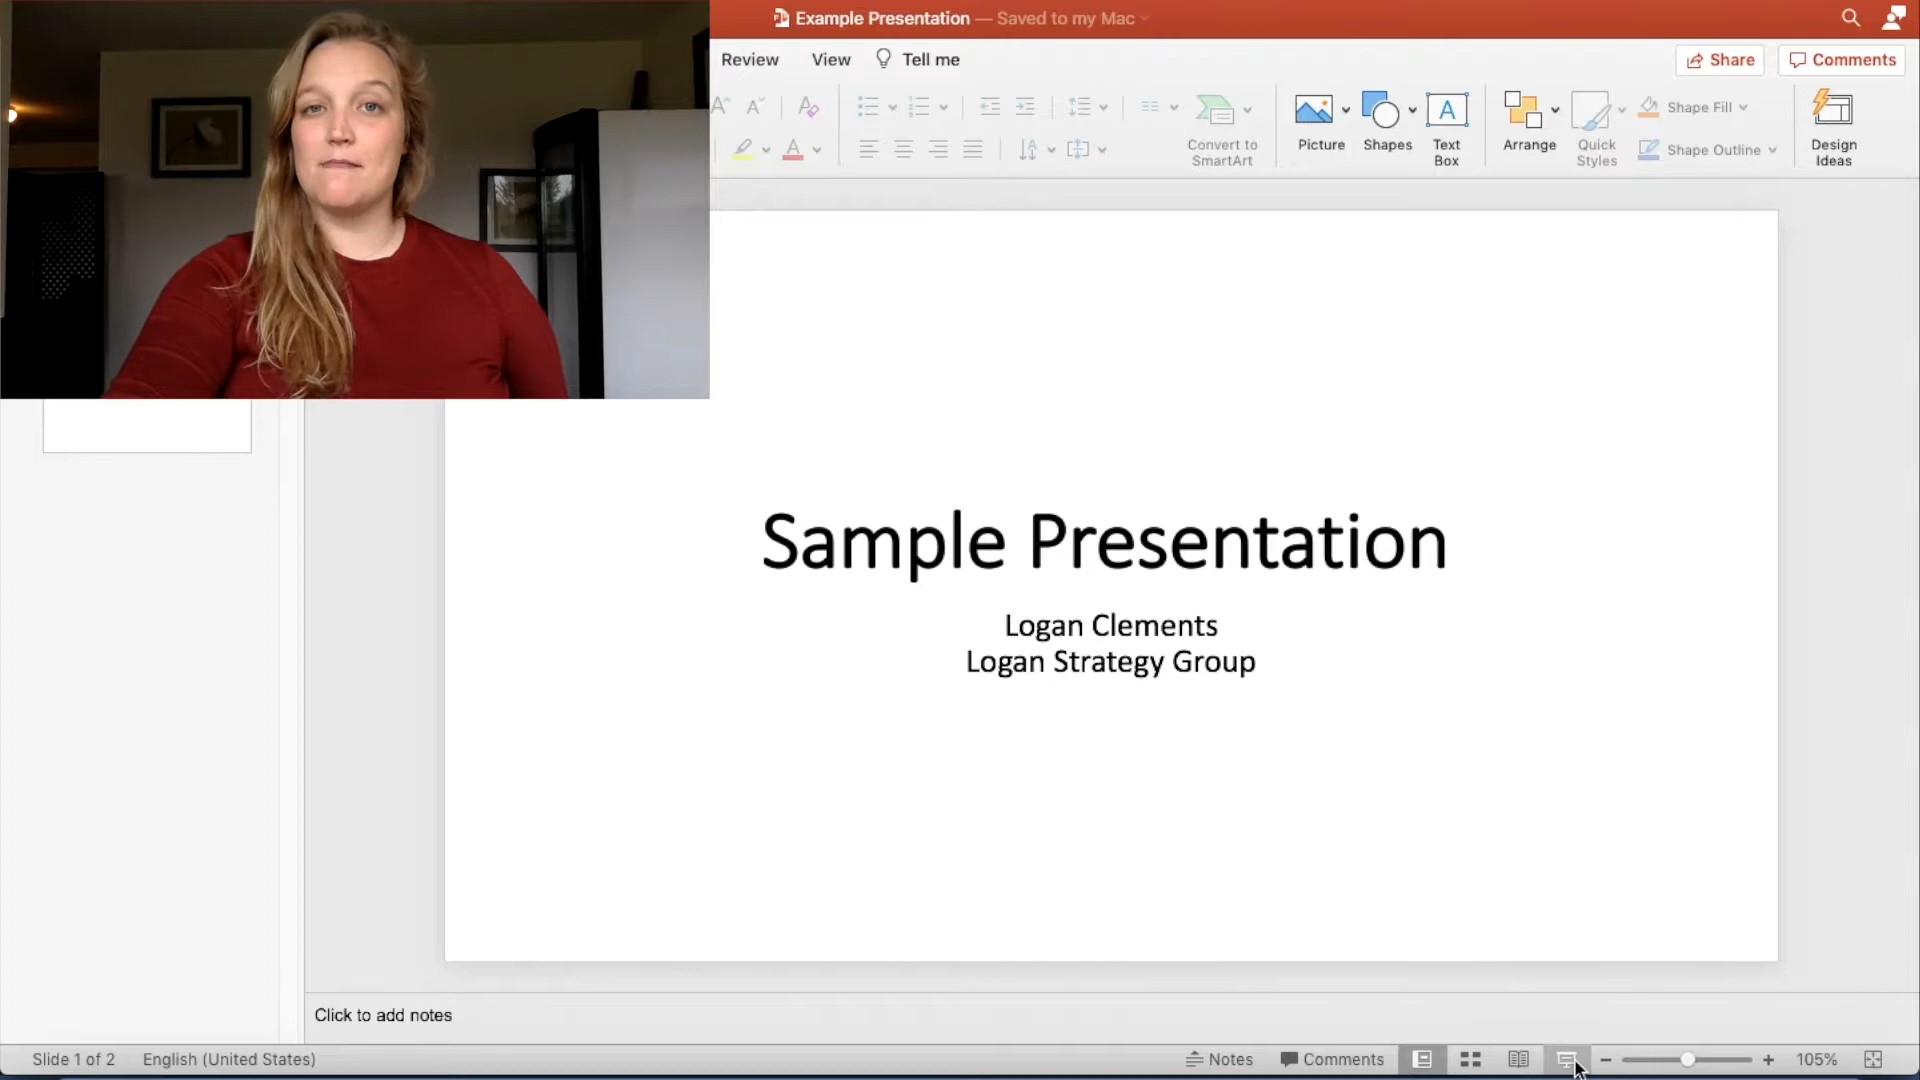 Example Presentation — Saved to my Mac
Review View Tell me Share Comments
Convert to
SmartArt
Picture
Shapes
Text
Box
Arrange
Quick
Styles
Shape Fill
Shape Outline
Design
Ideas
Sample Presentation
Logan Clements
Logan Strategy Group
Click to add notes
Slide 1 of 2 English (United States) Notes Comments 105%